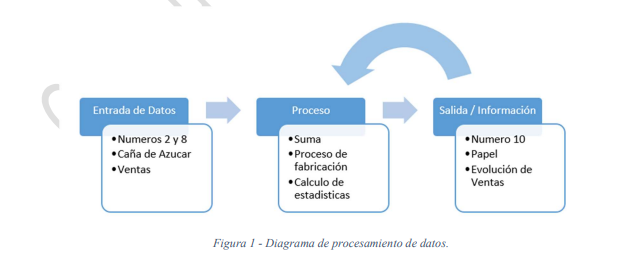 Entrada de Datos
•Numeros 2 y 8
•Caña de Azucar
•Ventas
Proceso
•Suma
•Proceso de
fabricación
•Calculo de
estadisticas
Salida / Información
•Numero 10
•Papel
•Evolución de
Ventas
Figura 1 - Diagrama de procesamiento de datos.